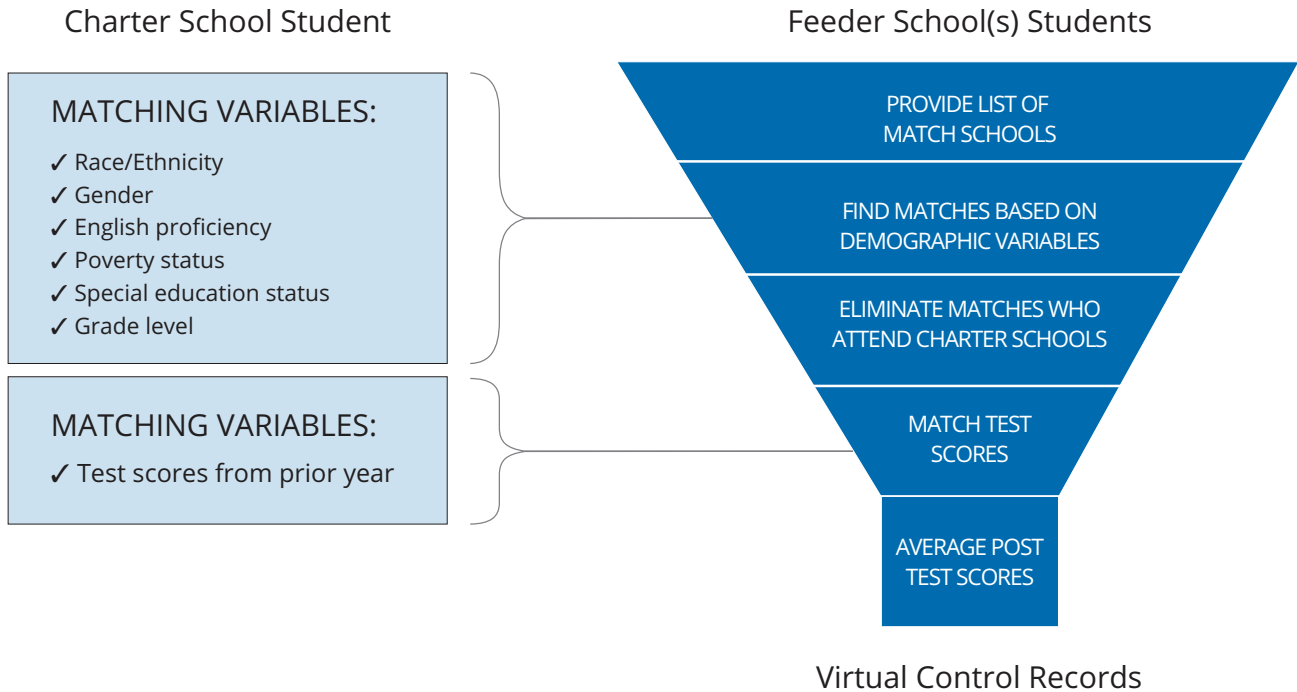 Charter School Student
MATCHING VARIABLES:
✓ Race/Ethnicity
✓ Gender
✓ English proficiency
✓ Poverty status
✓ Special education status
✓ Grade level
MATCHING VARIABLES:
✓ Test scores from prior year
Feeder School(s) Students
PROVIDE LIST OF
MATCH SCHOOLS
FIND MATCHES BASED ON
DEMOGRAPHIC VARIABLES
ELIMINATE MATCHES WHO
ATTEND CHARTER SCHOOLS
MATCH TEST
SCORES
AVERAGE POST
TEST SCORES
Virtual Control Records